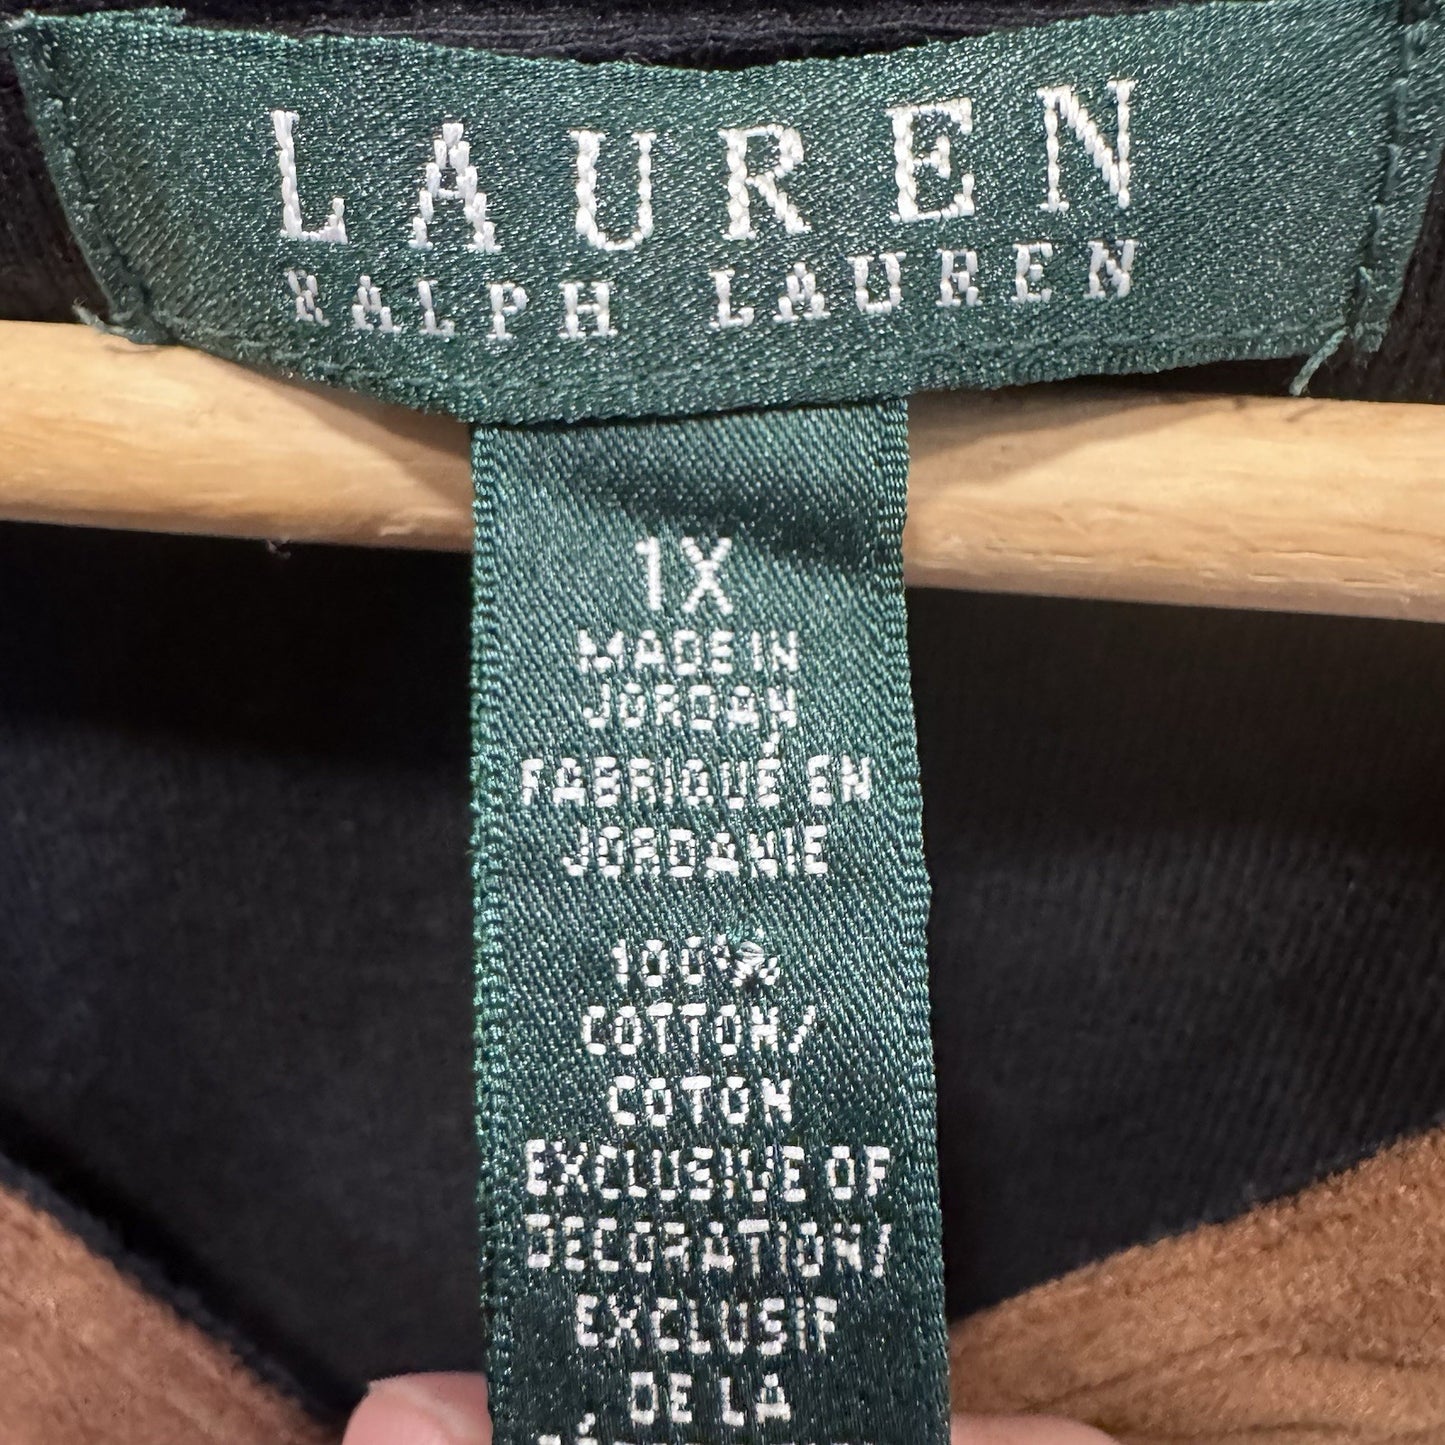 LAUREN
RALPH LAUREN
1X
MADE IN
JORDAN
FABRIQUÉ EN
JORDANIE
100%
COTTON/
COTON
EXCLUSIVE OF
DECORATION/
EXCLUSIF
DE LA